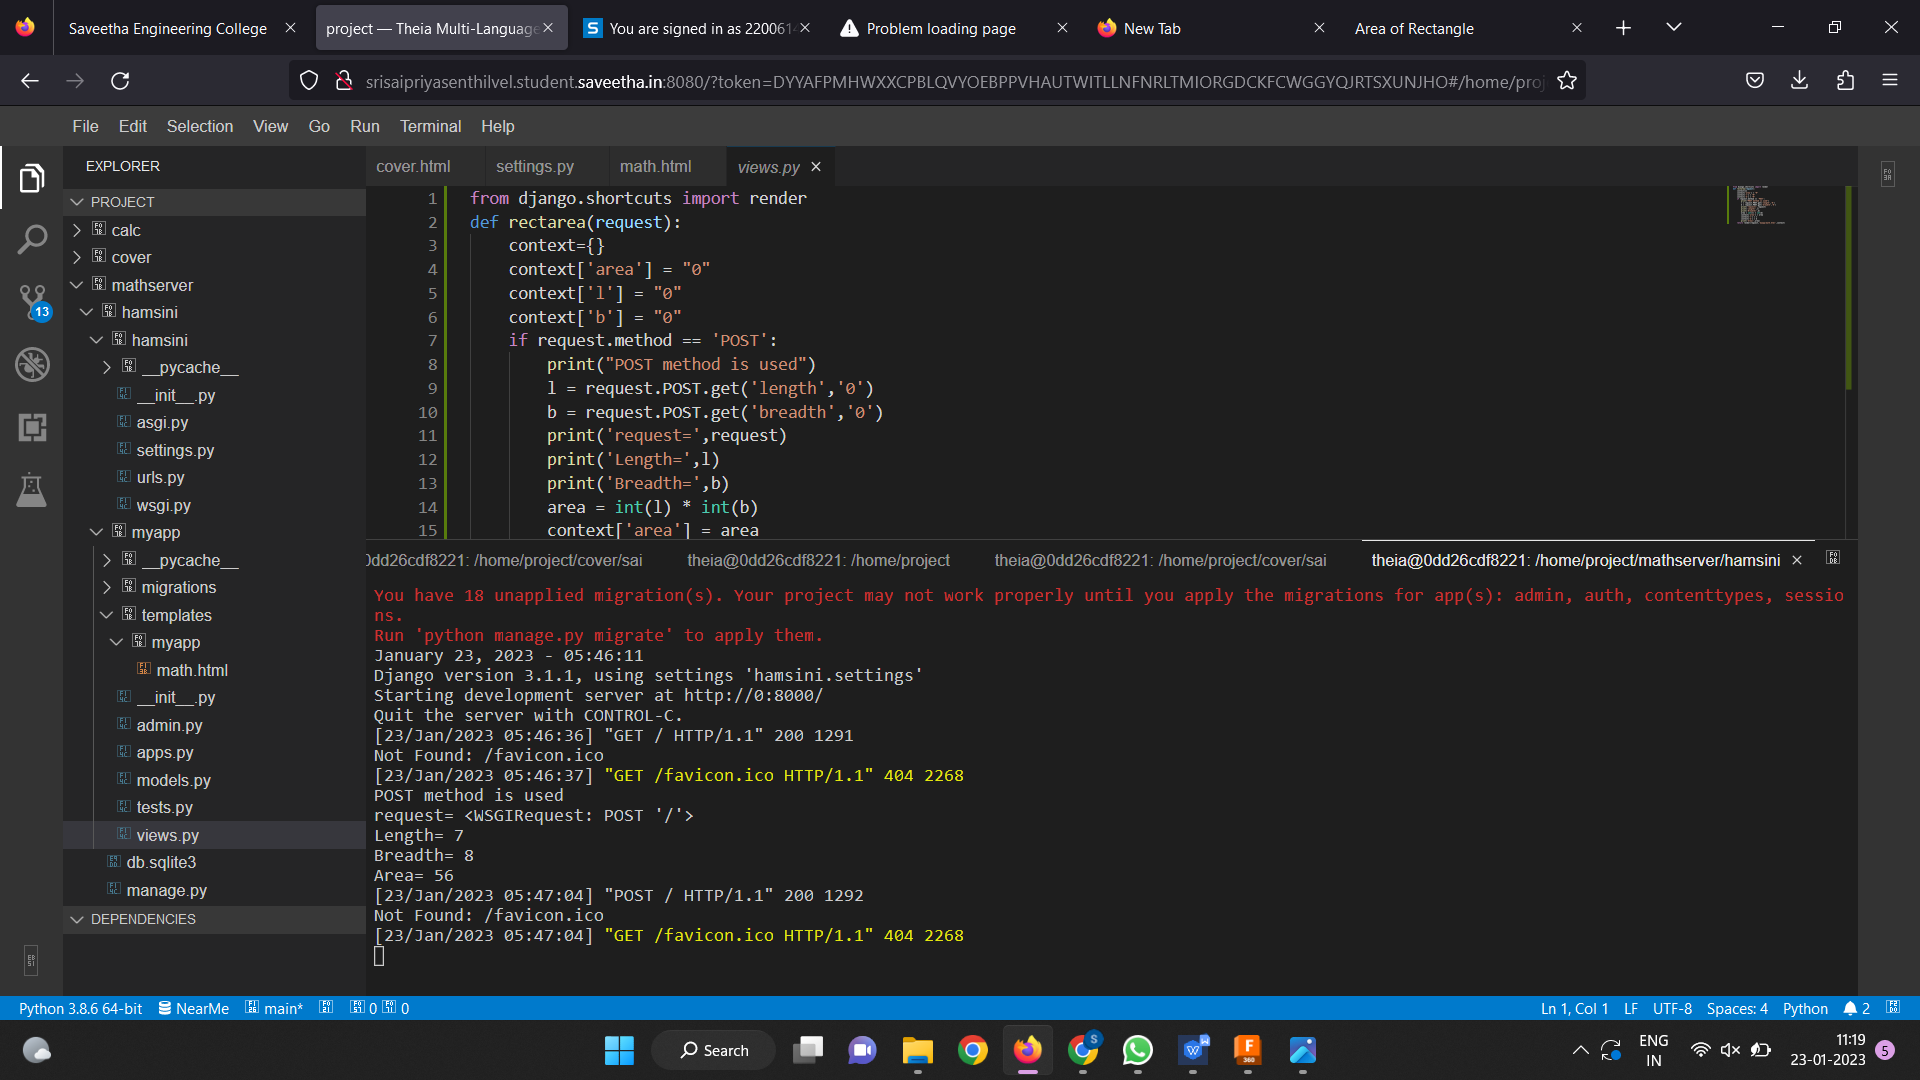 Saveetha Engineering College
project — Theia Multi-Language
You are signed in as 220061
Problem loading page
New Tab
Area of Rectangle
srisaipriyasenthilvel.student.saveetha.in:8080/?token=DYYAFPMHWXXCPBLQVYOEBPPVHAUTWITLLNFNRLTMIORGDCKFCWGGYQJRTSXUNJHO#/home/proj
File Edit Selection View Go Run Terminal Help
EXPLORER
PROJECT
calc
cover
mathserver
hamsini
hamsini
__pycache__
__init__.py
asgi.py
settings.py
urls.py
wsgi.py
myapp
__pycache__
migrations
templates
myapp
math.html
__init__.py
admin.py
apps.py
models.py
tests.py
views.py
db.sqlite3
manage.py
DEPENDENCIES
13
cover.html settings.py math.html views.py
1 from django.shortcuts import render
2 def rectarea(request):
3 context={}
4 context['area'] = "0"
5 context['l'] = "0"
6 context['b'] = "0"
7 if request.method == 'POST':
8 print("POST method is used")
9 l = request.POST.get('length','0')
10 b = request.POST.get('breadth','0')
11 print('request=',request)
12 print('Length=',l)
13 print('Breadth=',b)
14 area = int(l) * int(b)
15 context['area'] = area
0dd26cdf8221: /home/project/cover/sai theia@0dd26cdf8221: /home/project theia@0dd26cdf8221: /home/project/cover/sai theia@0dd26cdf8221: /home/project/mathserver/hamsini
You have 18 unapplied migration(s). Your project may not work properly until you apply the migrations for app(s): admin, auth, contenttypes, sessio
ns.
Run 'python manage.py migrate' to apply them.
January 23, 2023 - 05:46:11
Django version 3.1.1, using settings 'hamsini.settings'
Starting development server at http://0:8000/
Quit the server with CONTROL-C.
[23/Jan/2023 05:46:36] "GET / HTTP/1.1" 200 1291
Not Found: /favicon.ico
[23/Jan/2023 05:46:37] "GET /favicon.ico HTTP/1.1" 404 2268
POST method is used
request= <WSGIRequest: POST '/'>
Length= 7
Breadth= 8
Area= 56
[23/Jan/2023 05:47:04] "POST / HTTP/1.1" 200 1292
Not Found: /favicon.ico
[23/Jan/2023 05:47:04] "GET /favicon.ico HTTP/1.1" 404 2268
Python 3.8.6 64-bit NearMe main* 0 0 Ln 1, Col 1 LF UTF-8 Spaces: 4 Python 2
Search
ENG
IN
11:19
23-01-2023
5